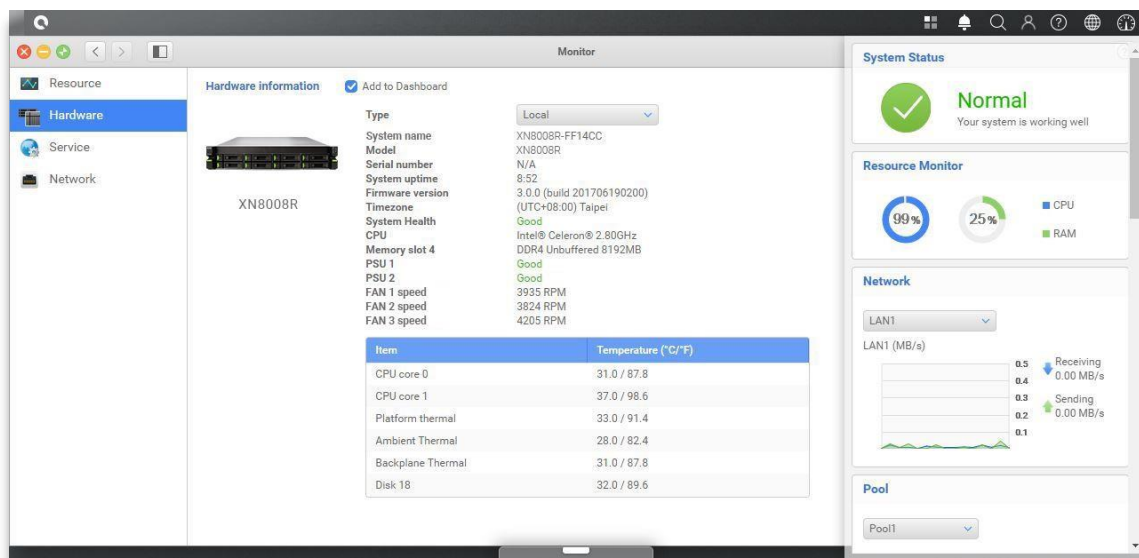 Monitor
Resource
Hardware
Service
Network
Hardware information
Add to Dashboard
XN8008R
Type Local
System name XN8008R-FF14CC
Model XN8008R
Serial number N/A
System uptime 8:52
Firmware version 3.0.0 (build 201706190200)
Timezone (UTC+08:00) Taipei
System Health Good
CPU Intel® Celeron® 2.80GHz
Memory slot 4 DDR4 Unbuffered 8192MB
PSU 1 Good
PSU 2 Good
FAN 1 speed 3935 RPM
FAN 2 speed 3824 RPM
FAN 3 speed 4205 RPM
Item Temperature (°C/°F)
CPU core 0 31.0 / 87.8
CPU core 1 37.0 / 98.6
Platform thermal 33.0 / 91.4
Ambient Thermal 28.0 / 82.4
Backplane Thermal 31.0 / 87.8
Disk 18 32.0 / 89.6
System Status
Normal
Your system is working well
Resource Monitor
99%
25%
CPU
RAM
Network
LAN1
LAN1 (MB/s)
0.5
0.4
0.3
0.2
0.1
Receiving
0.00 MB/s
Sending
0.00 MB/s
Pool
Pool1